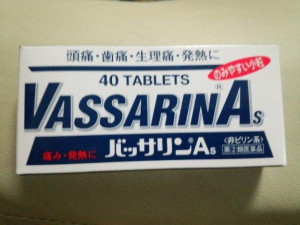 頭痛・歯痛・生理痛・発熱に
40 TABLETS
のみやすい小粒
VASSARINAs
痛み・発熱に
バッサリン®As
〈非ピリン系〉
第②類医薬品